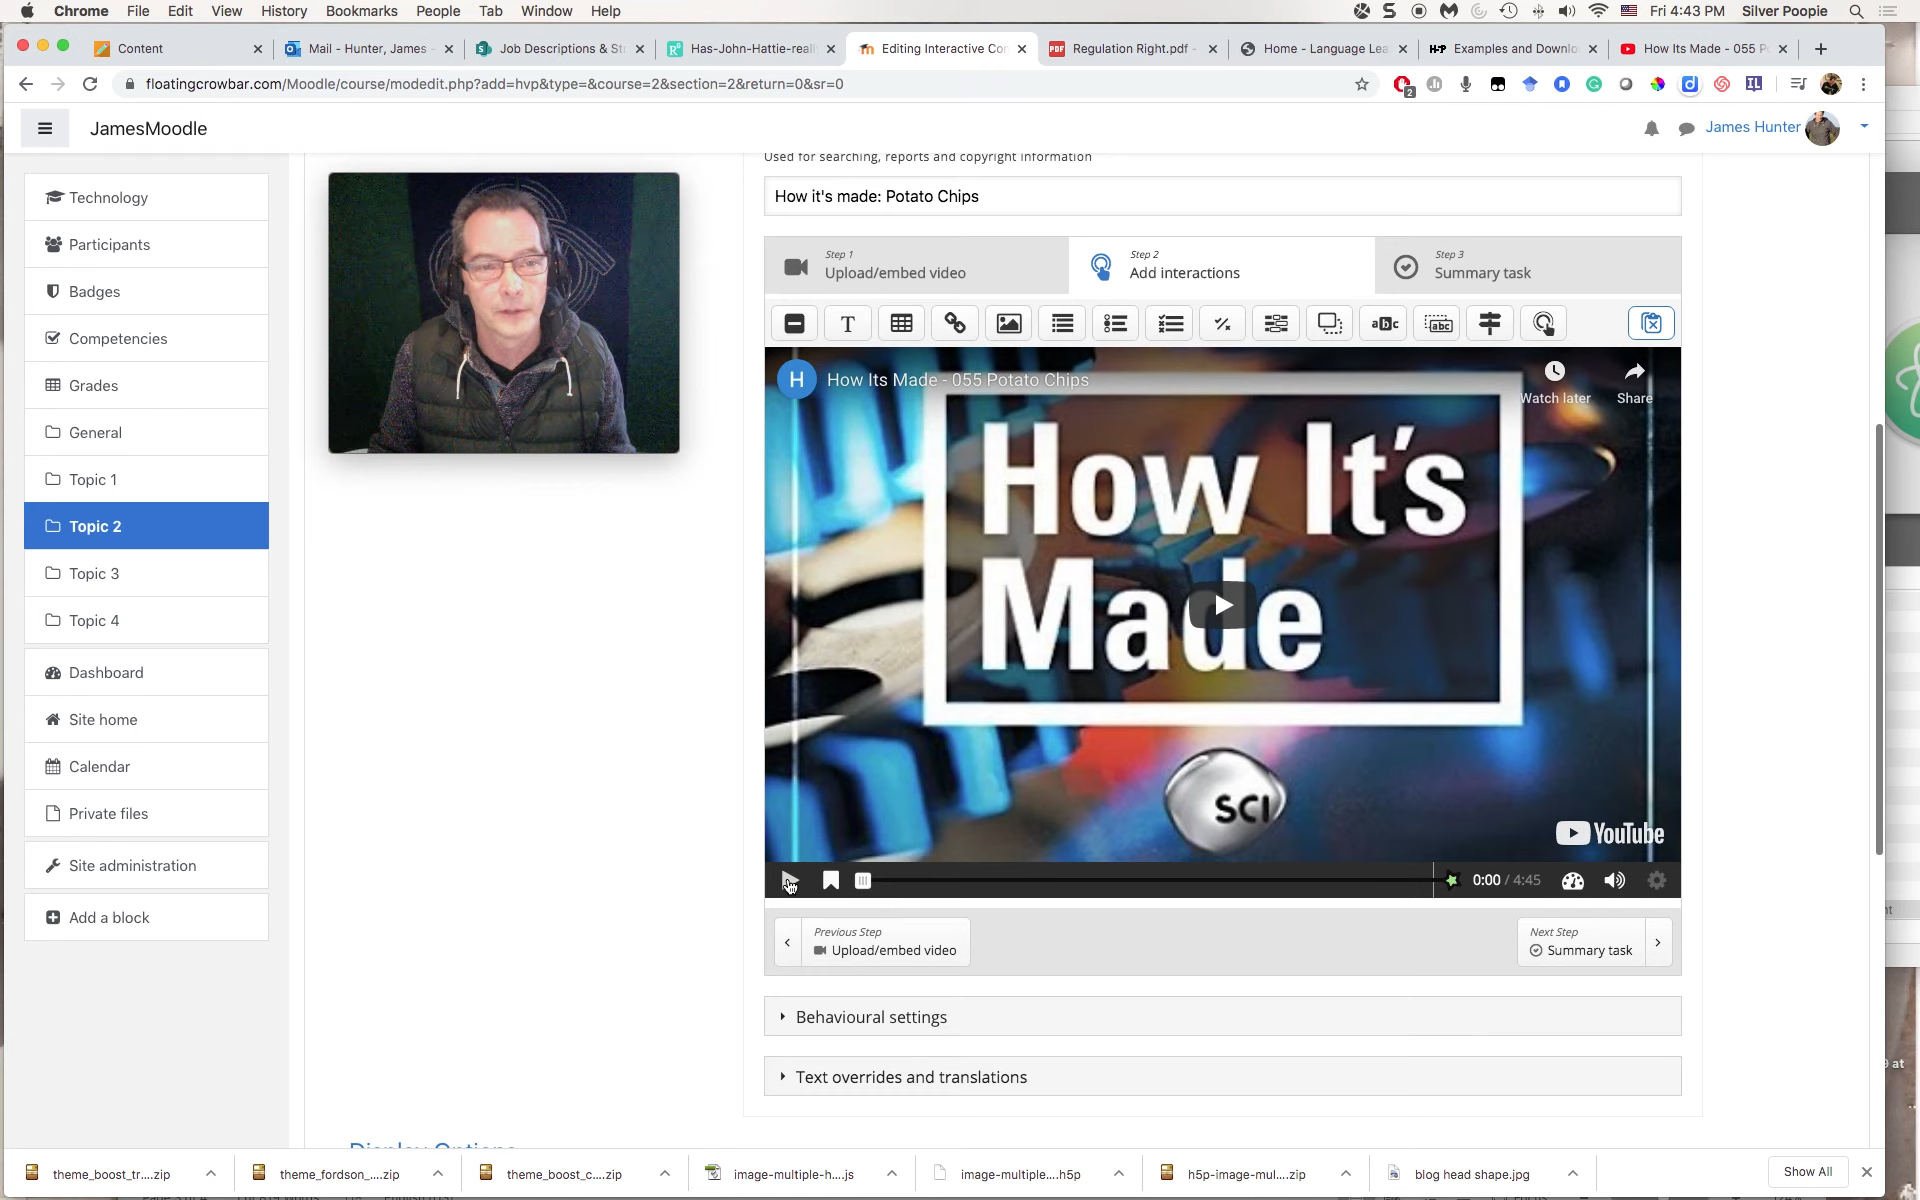 Chrome File Edit View History Bookmarks People Tab Window Help Fri 4:43 PM Silver Poopie
Content Mail - Hunter, James Job Descriptions & St Has-John-Hattie-real Editing Interactive Con Regulation Right.pdf - Home - Language Lea H-P Examples and Downlo How Its Made - 055 P
floatingcrowbar.com/Moodle/course/modedit.php?add=hvp&type=&course=2&section=2&return=0&sr=0 2
JamesMoodle James Hunter
Technology
Participants
Badges
Competencies
Grades
General
Topic 1
Topic 2
Topic 3
Topic 4
Dashboard
Site home
Calendar
Private files
Site administration
Add a block
Used for searching, reports and copyright information
How it's made: Potato Chips
Step 1
Upload/embed video
Step 2
Add interactions
Step 3
Summary task
T abc abc
H How Its Made - 055 Potato Chips
Watch later Share
How It's
Made
SCI
YouTube
0:00 / 4:45
Previous Step
Upload/embed video
Next Step
Summary task
Behavioural settings
Text overrides and translations
Display Options
theme_boost_tr....zip theme_fordson_....zip theme_boost_c....zip image-multiple-h....js image-multiple....h5p h5p-image-mul....zip blog head shape.jpg Show All